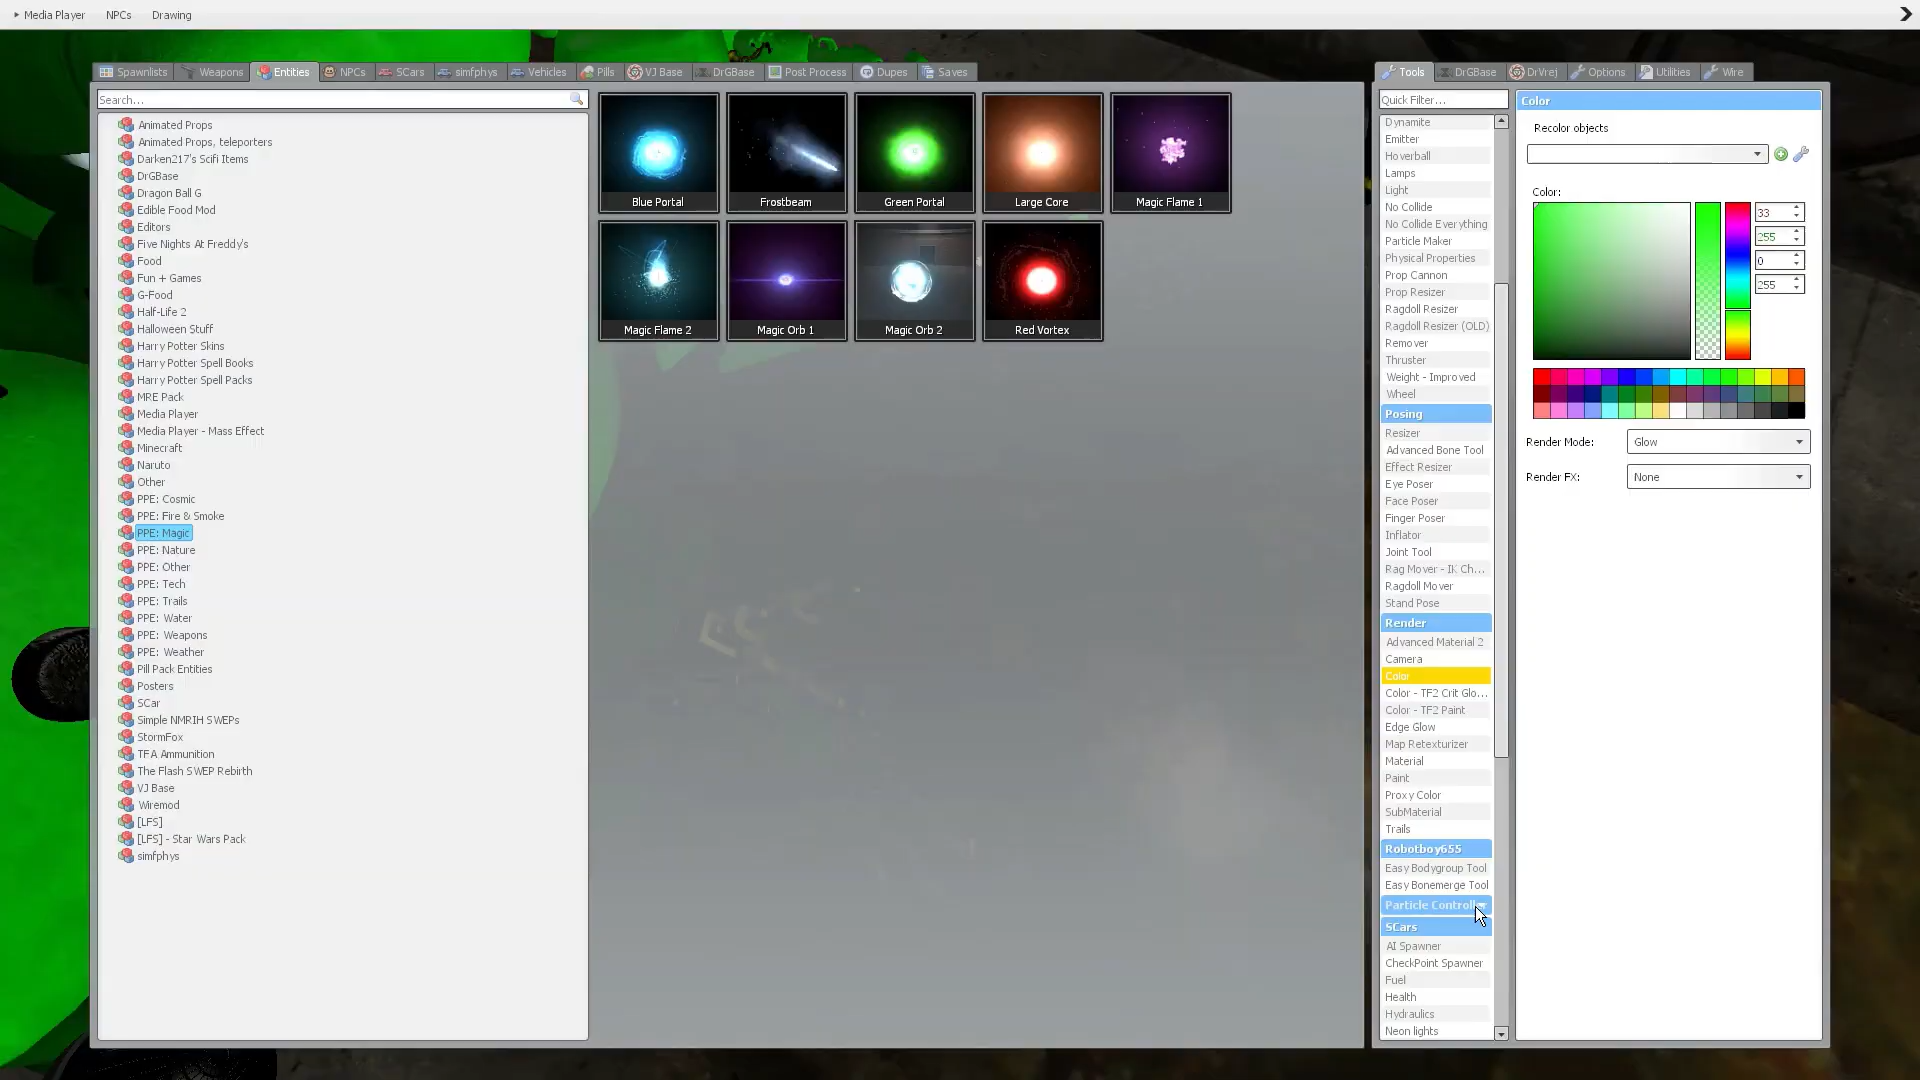 Media Player NPCs Drawing
Spawnlists Weapons Entities NPCs SCars simfphys Vehicles Pills VJ Base DrGBase Post Process Dupes Saves
Tools DrGBase DrVrej Options Utilities Wire
Search...
Animated Props
Animated Props, teleporters
Darken217's Scifi Items
DrGBase
Dragon Ball G
Edible Food Mod
Editors
Five Nights At Freddy's
Food
Fun + Games
G-Food
Half-Life 2
Halloween Stuff
Harry Potter Skins
Harry Potter Spell Books
Harry Potter Spell Packs
MRE Pack
Media Player
Media Player - Mass Effect
Minecraft
Naruto
Other
PPE: Cosmic
PPE: Fire & Smoke
PPE: Magic
PPE: Nature
PPE: Other
PPE: Tech
PPE: Trails
PPE: Water
PPE: Weapons
PPE: Weather
Pill Pack Entities
Posters
SCar
Simple NMRIH SWEPs
StormFox
TFA Ammunition
The Flash SWEP Rebirth
VJ Base
Wiremod
[LFS]
[LFS] - Star Wars Pack
simfphys
Blue Portal Frostbeam Green Portal Large Core Magic Flame 1
Magic Flame 2 Magic Orb 1 Magic Orb 2 Red Vortex
Quick Filter...
Dynamite
Emitter
Hoverball
Lamps
Light
No Collide
No Collide Everything
Particle Maker
Physical Properties
Prop Cannon
Prop Resizer
Ragdoll Resizer
Ragdoll Resizer (OLD)
Remover
Thruster
Weight - Improved
Wheel
Posing
Resizer
Advanced Bone Tool
Effect Resizer
Eye Poser
Face Poser
Finger Poser
Inflator
Joint Tool
Rag Mover - IK Ch...
Ragdoll Mover
Stand Pose
Render
Advanced Material 2
Camera
Color
Color - TF2 Crit Glo...
Color - TF2 Paint
Edge Glow
Map Retexturizer
Material
Paint
Proxy Color
SubMaterial
Trails
Robotboy655
Easy Bodygroup Tool
Easy Bonemerge Tool
Particle Control
SCars
AI Spawner
CheckPoint Spawner
Fuel
Health
Hydraulics
Neon lights
Color
Recolor objects
Color:
33
255
0
255
Render Mode: Glow
Render FX: None